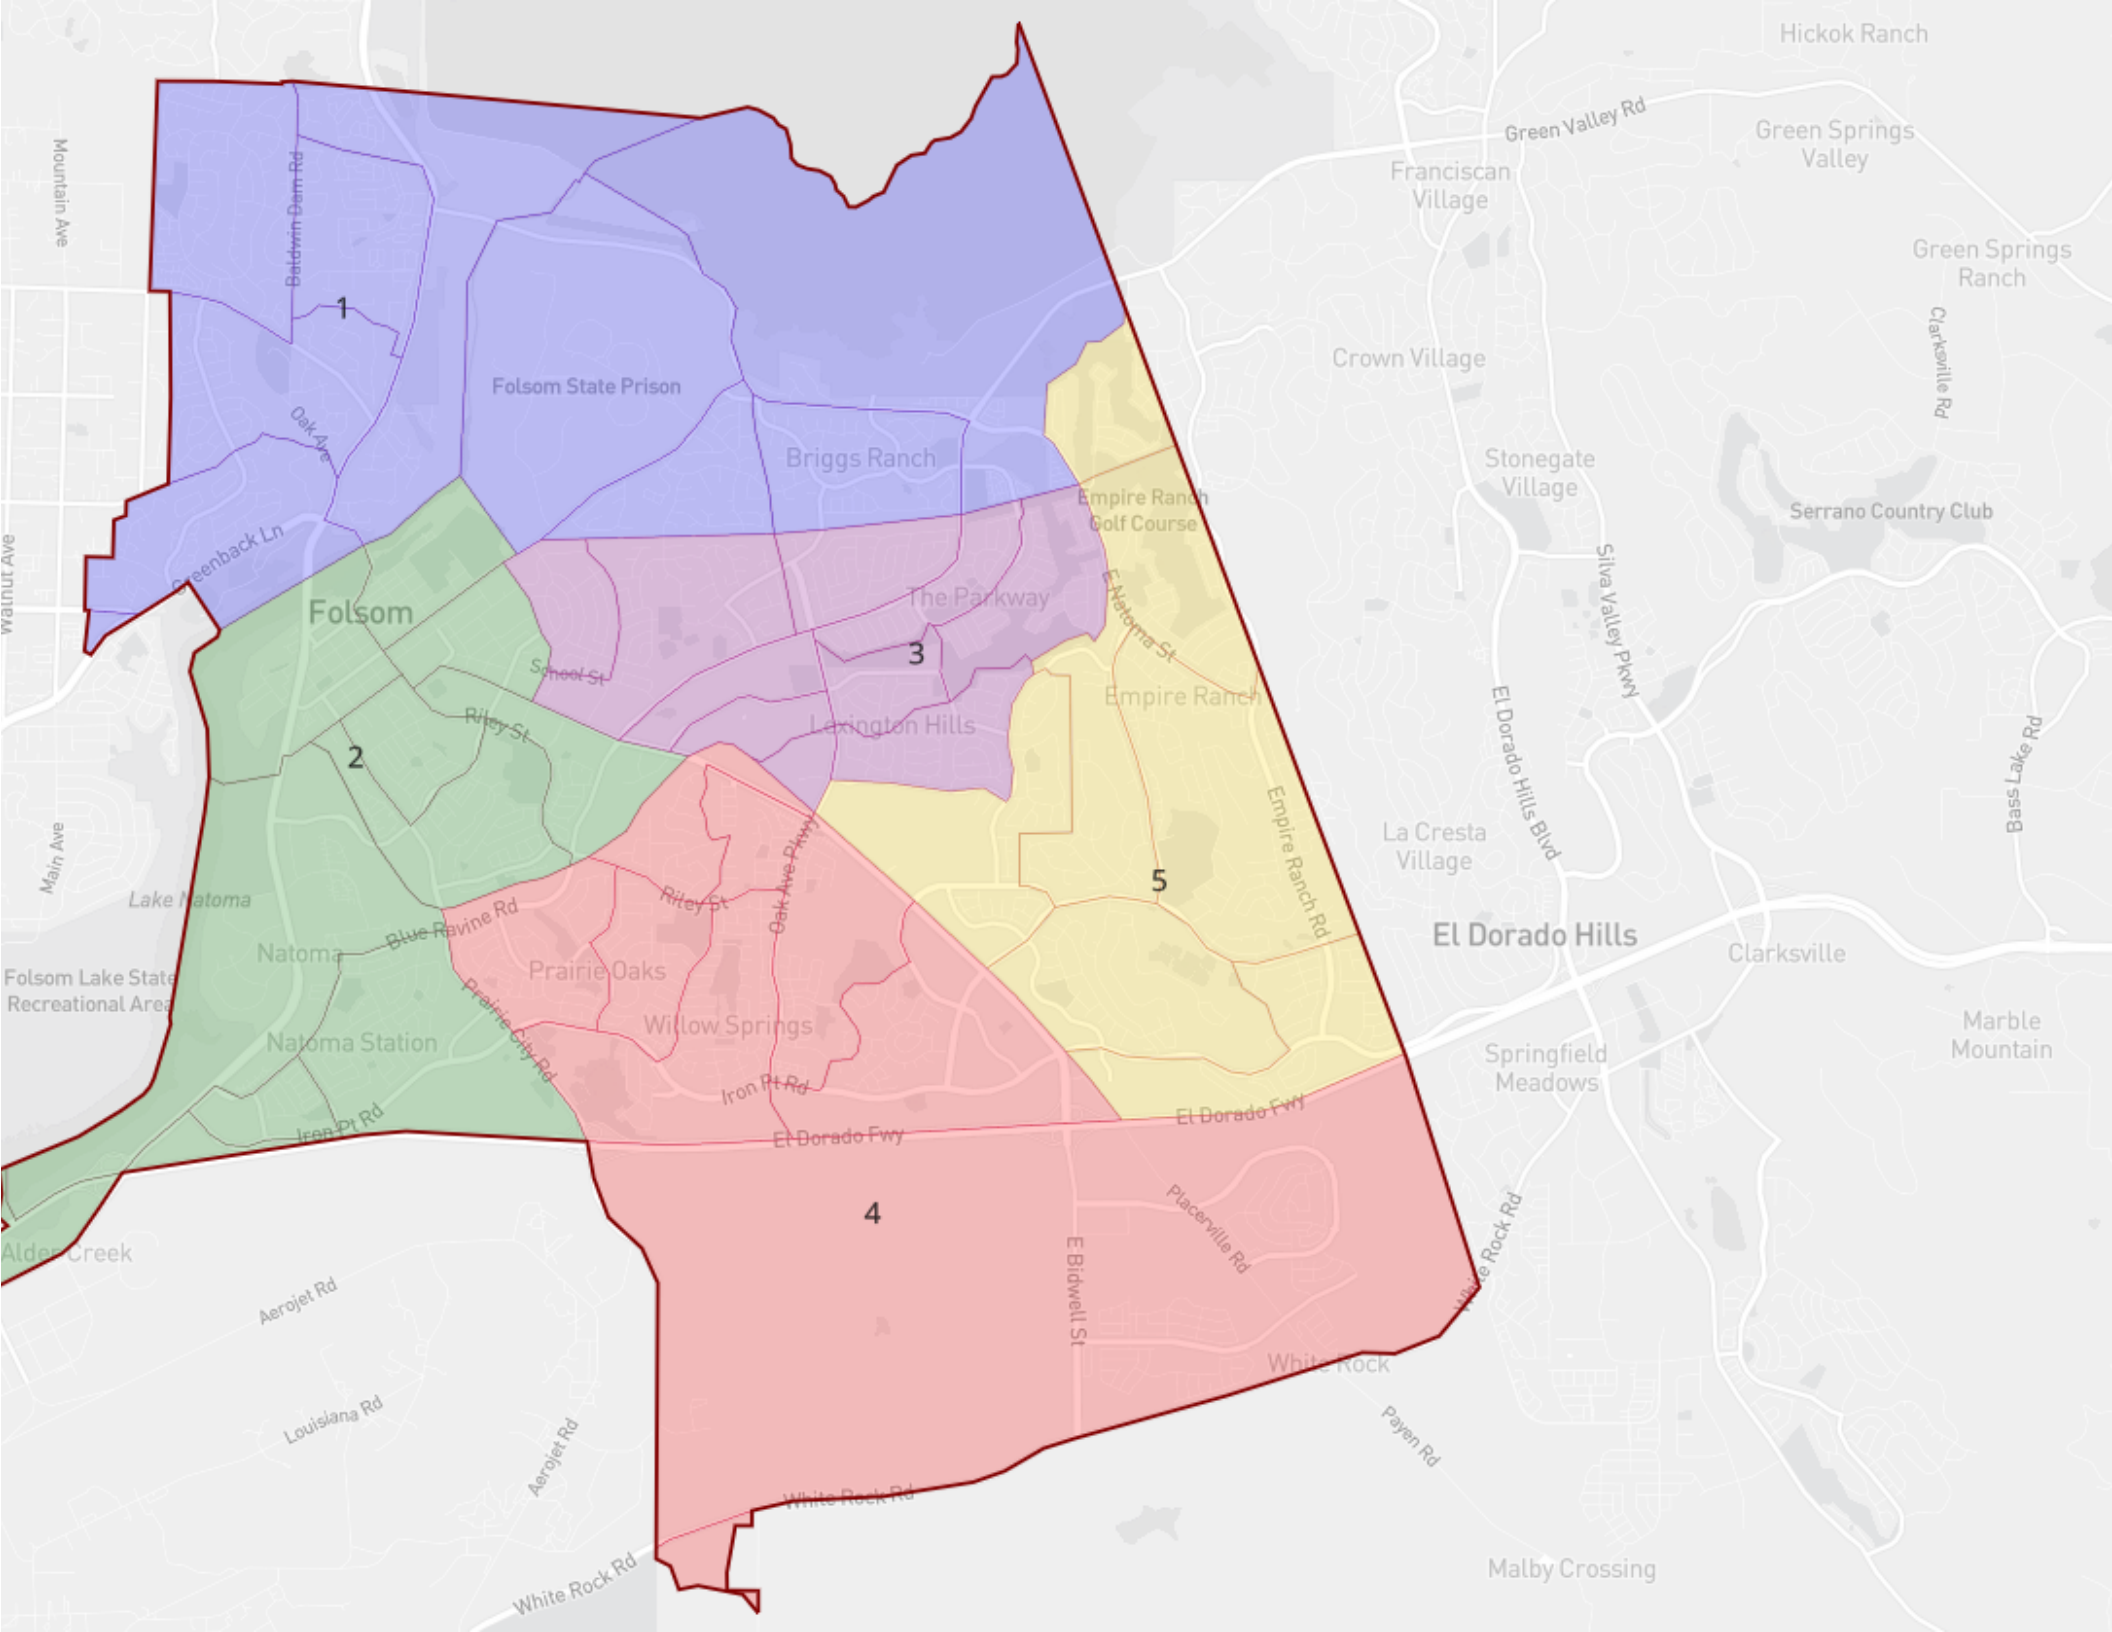 Hickok Ranch
Green Valley Rd
Green Springs
Valley
Mountain Ave
Franciscan
Village
Baldwin Dam Rd
Green Springs
Ranch
1
Clarksville Rd
Crown Village
Folsom State Prison
Oak Ave
Briggs Ranch
Stonegate
Village
Empire Ranch
Golf Course
Serrano Country Club
Greenback Ln
Walnut Ave
Folsom
The Parkway
E Natoma St
Silva Valley Pkwy
3
School St
Empire Ranch
Riley St
Lexington Hills
El Dorado Hills Blvd
Bass Lake Rd
2
Main Ave
Oak Ave Pkwy
Empire Ranch Rd
La Cresta
Village
5
Lake Natoma
Riley St
Blue Ravine Rd
El Dorado Hills
Natoma
Clarksville
Folsom Lake State
Recreational Area
Prairie Oaks
Prairie City Rd
Willow Springs
Natoma Station
Marble
Mountain
Springfield
Meadows
Iron Pt Rd
Iron Pt Rd
El Dorado Fwy
El Dorado Fwy
4
Placerville Rd
White Rock Rd
Alder Creek
E Bidwell St
Aerojet Rd
White Rock
Louisiana Rd
Aerojet Rd
Payen Rd
White Rock Rd
White Rock Rd
Malby Crossing